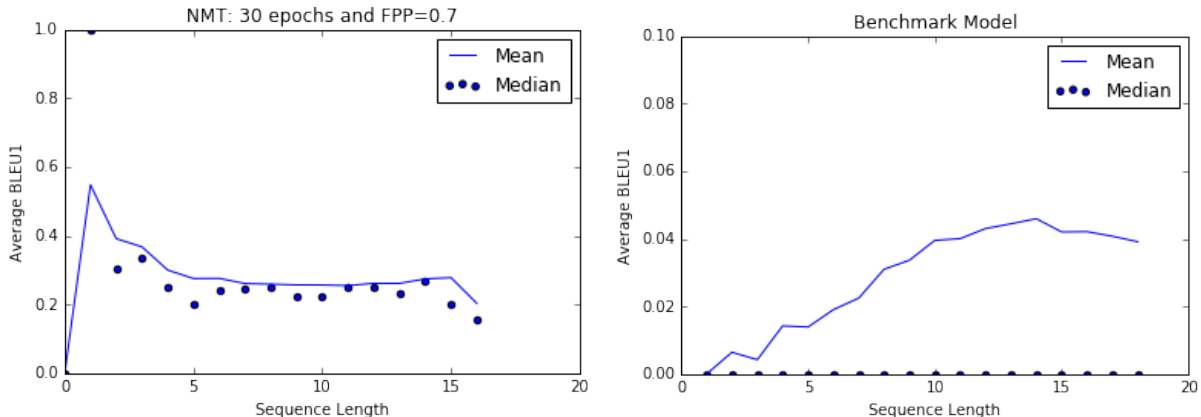 NMT: 30 epochs and FPP=0.7
1.0
0.8
0.6
0.4
0.2
0.0
Average BLEU1
Mean
Median
0
5
10
15
20
Sequence Length
Benchmark Model
0.10
0.08
0.06
0.04
0.02
0.00
Average BLEU1
Mean
Median
0
5
10
15
20
Sequence Length